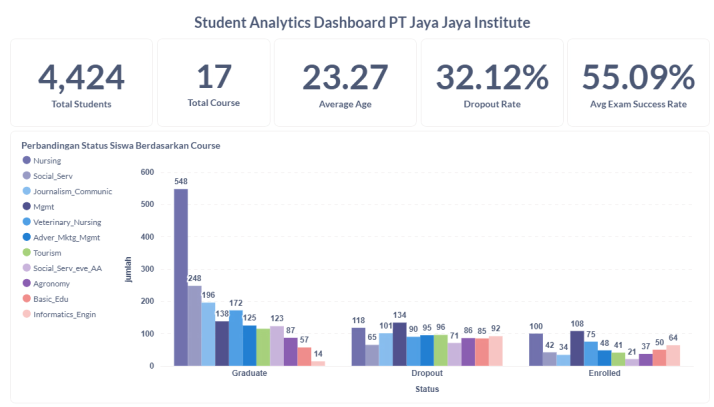 Student Analytics Dashboard PT Jaya Jaya Institute
4,424
Total Students
17
Total Course
23.27
Average Age
32.12%
Dropout Rate
55.09%
Avg Exam Success Rate
Perbandingan Status Siswa Berdasarkan Course
Nursing
Social_Serv
Journalism_Communic
Mgmt
Veterinary_Nursing
Adver_Mktg_Mgmt
Tourism
Social_Serv_eve_AA
Agronomy
Basic_Edu
Informatics_Engin
jumlah
600
500
400
300
200
100
0
548 248 196 138 172 125 123 87 57 14
118 65 101 134 90 95 96 71 86 85 92
100 42 34 108 75 48 41 21 37 50 64
Graduate Dropout Enrolled
Status